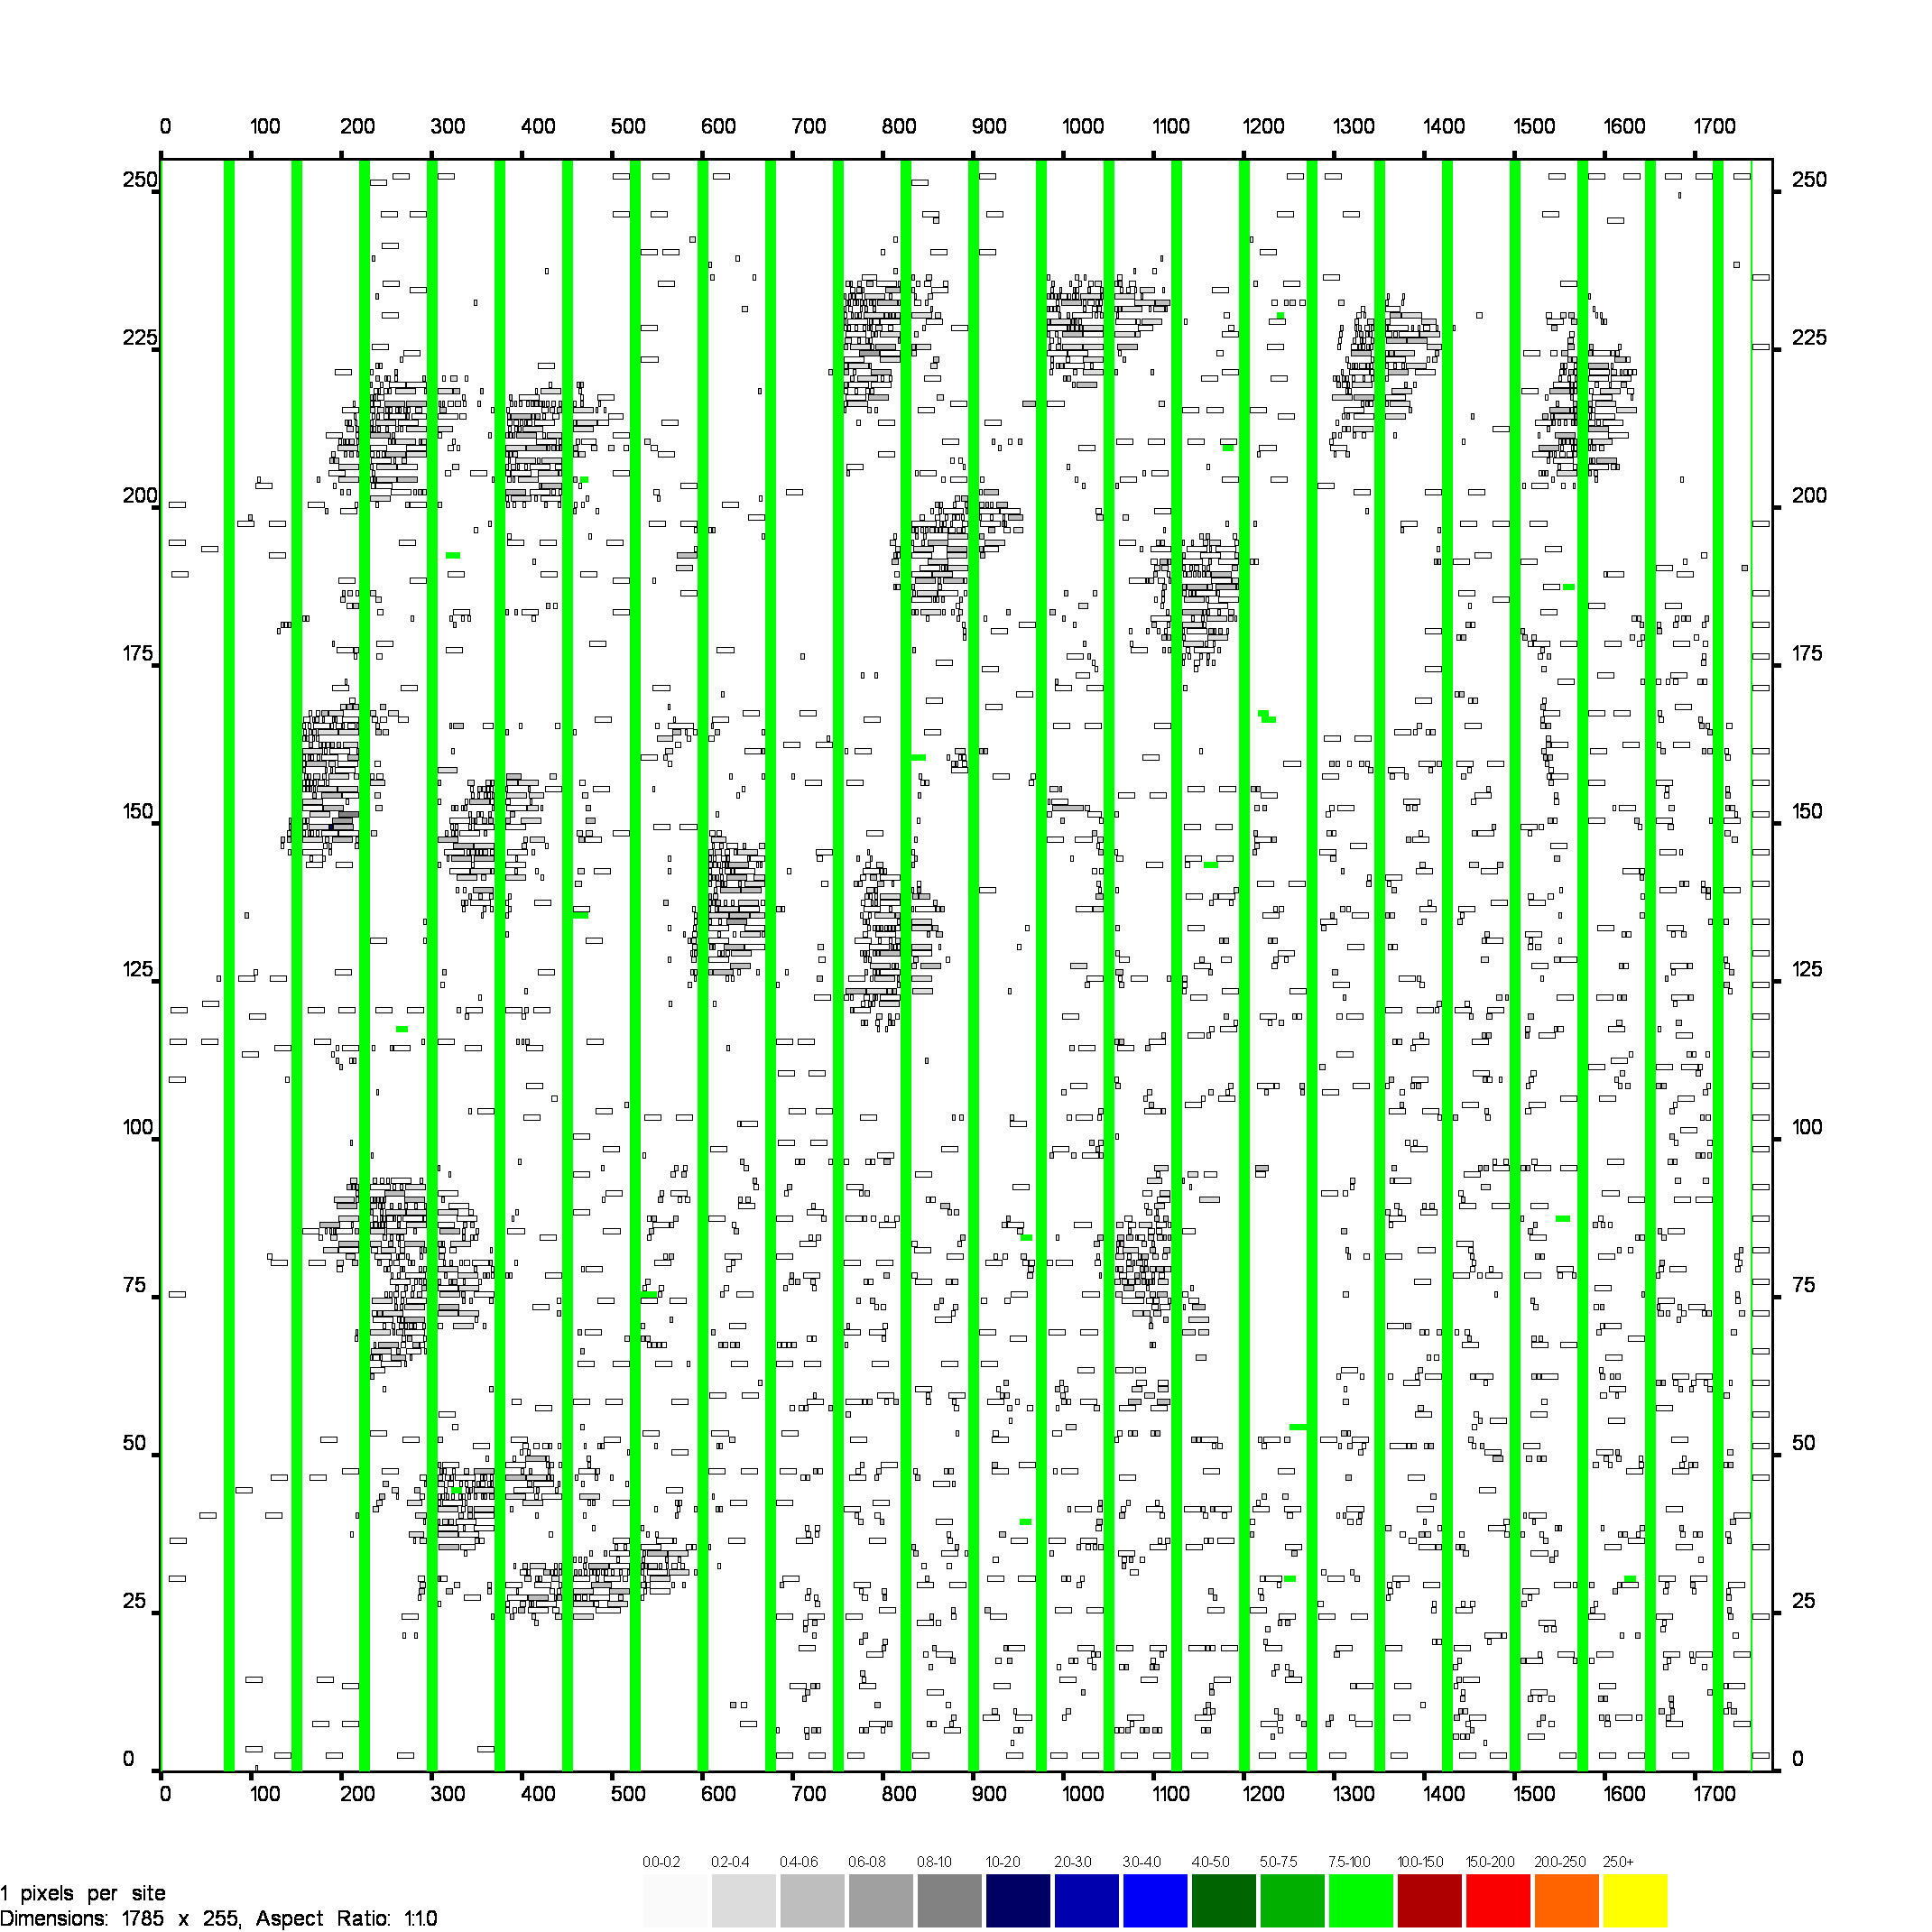 0 100 200 300 400 500 600 700 800 900 1000 1100 1200 1300 1400 1500 1600 1700
250 250
225 225
200 200
175 175
150 150
125 125
100 100
75 75
50 50
25 25
0 0
0 100 200 300 400 500 600 700 800 900 1000 1100 1200 1300 1400 1500 1600 1700
0.0-0.2 0.2-0.4 0.4-0.6 0.6-0.8 0.8-1.0 1.0-2.0 2.0-3.0 3.0-4.0 4.0-5.0 5.0-7.5 7.5-10.0 10.0-15.0 15.0-20.0 20.0-25.0 25.0+
1 pixels per site
Dimensions: 1785 x 255, Aspect Ratio: 1:1.0